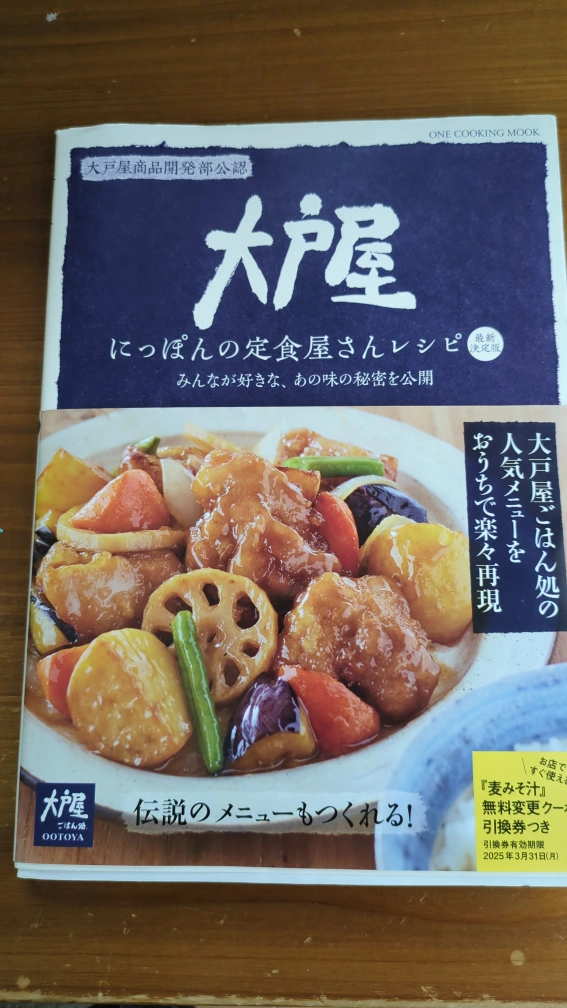 ONE COOKING MOOK
大戸屋商品開発部公認
大戸屋
にっぽんの定食屋さんレシピ
最新
決定版
みんなが好きな、あの味の秘密を公開
大戸屋ごはん処の
人気メニューを
おうちで楽々再現
お店で
すぐ使える
『麦みそ汁』
無料変更クーポ
引換券つき
引換券有効期限
2025年3月31日(月)
伝説のメニューもつくれる!
大戸屋
ごはん処
OOTOYA